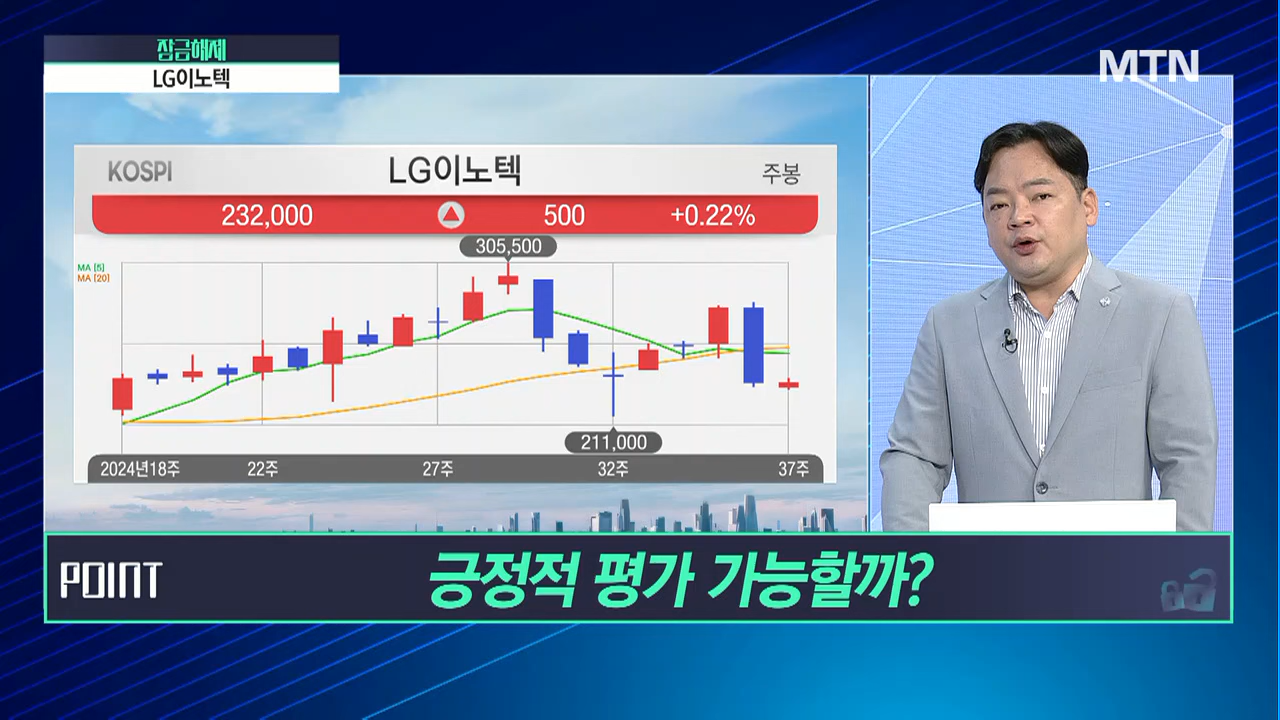 잠금해제
LG이노텍
MTN
KOSPI
LG이노텍
주봉
232,000
500
+0.22%
305,500
MA [5]
MA [20]
211,000
2024년18주
22주
27주
32주
37주
POINT
긍정적 평가 가능할까?